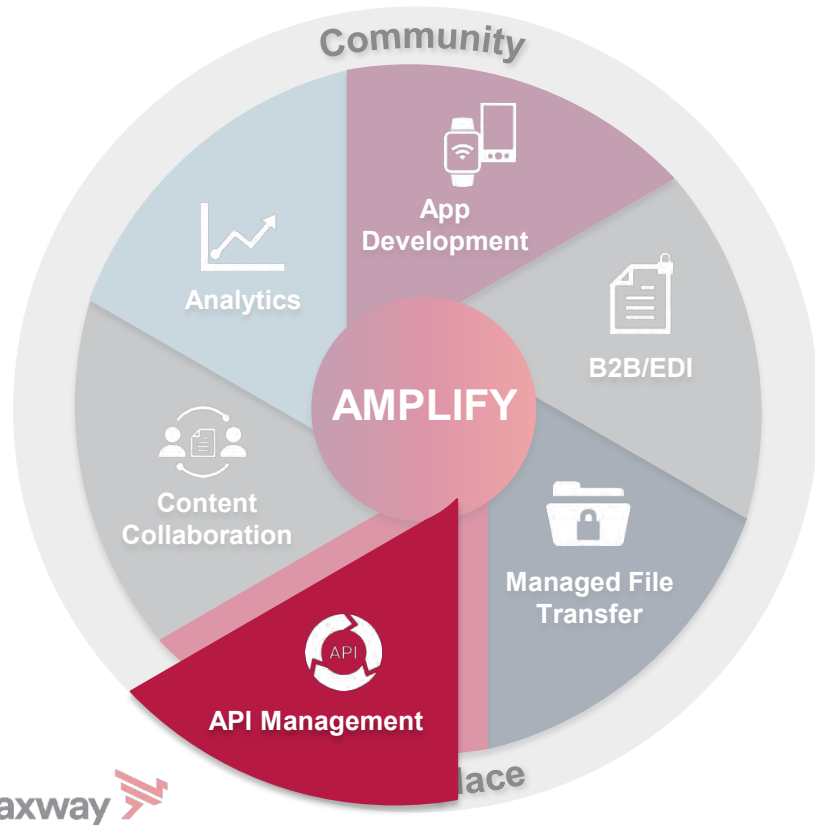 Community
App
Development
Analytics
B2B/EDI
AMPLIFY
Content
Collaboration
Managed File
Transfer
API
API Management
lace
axway